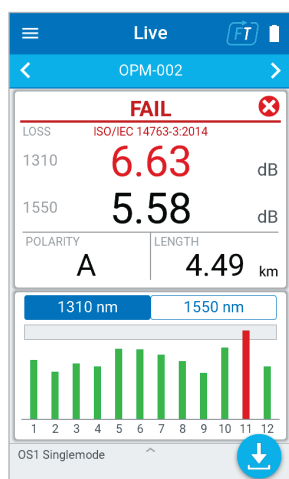 Live
FT
OPM-002
FAIL
LOSS ISO/IEC 14763-3:2014
1310 6.63 dB
1550 5.58 dB
POLARITY LENGTH
A 4.49 km
1310 nm 1550 nm
1 2 3 4 5 6 7 8 9 10 11 12
OS1 Singlemode